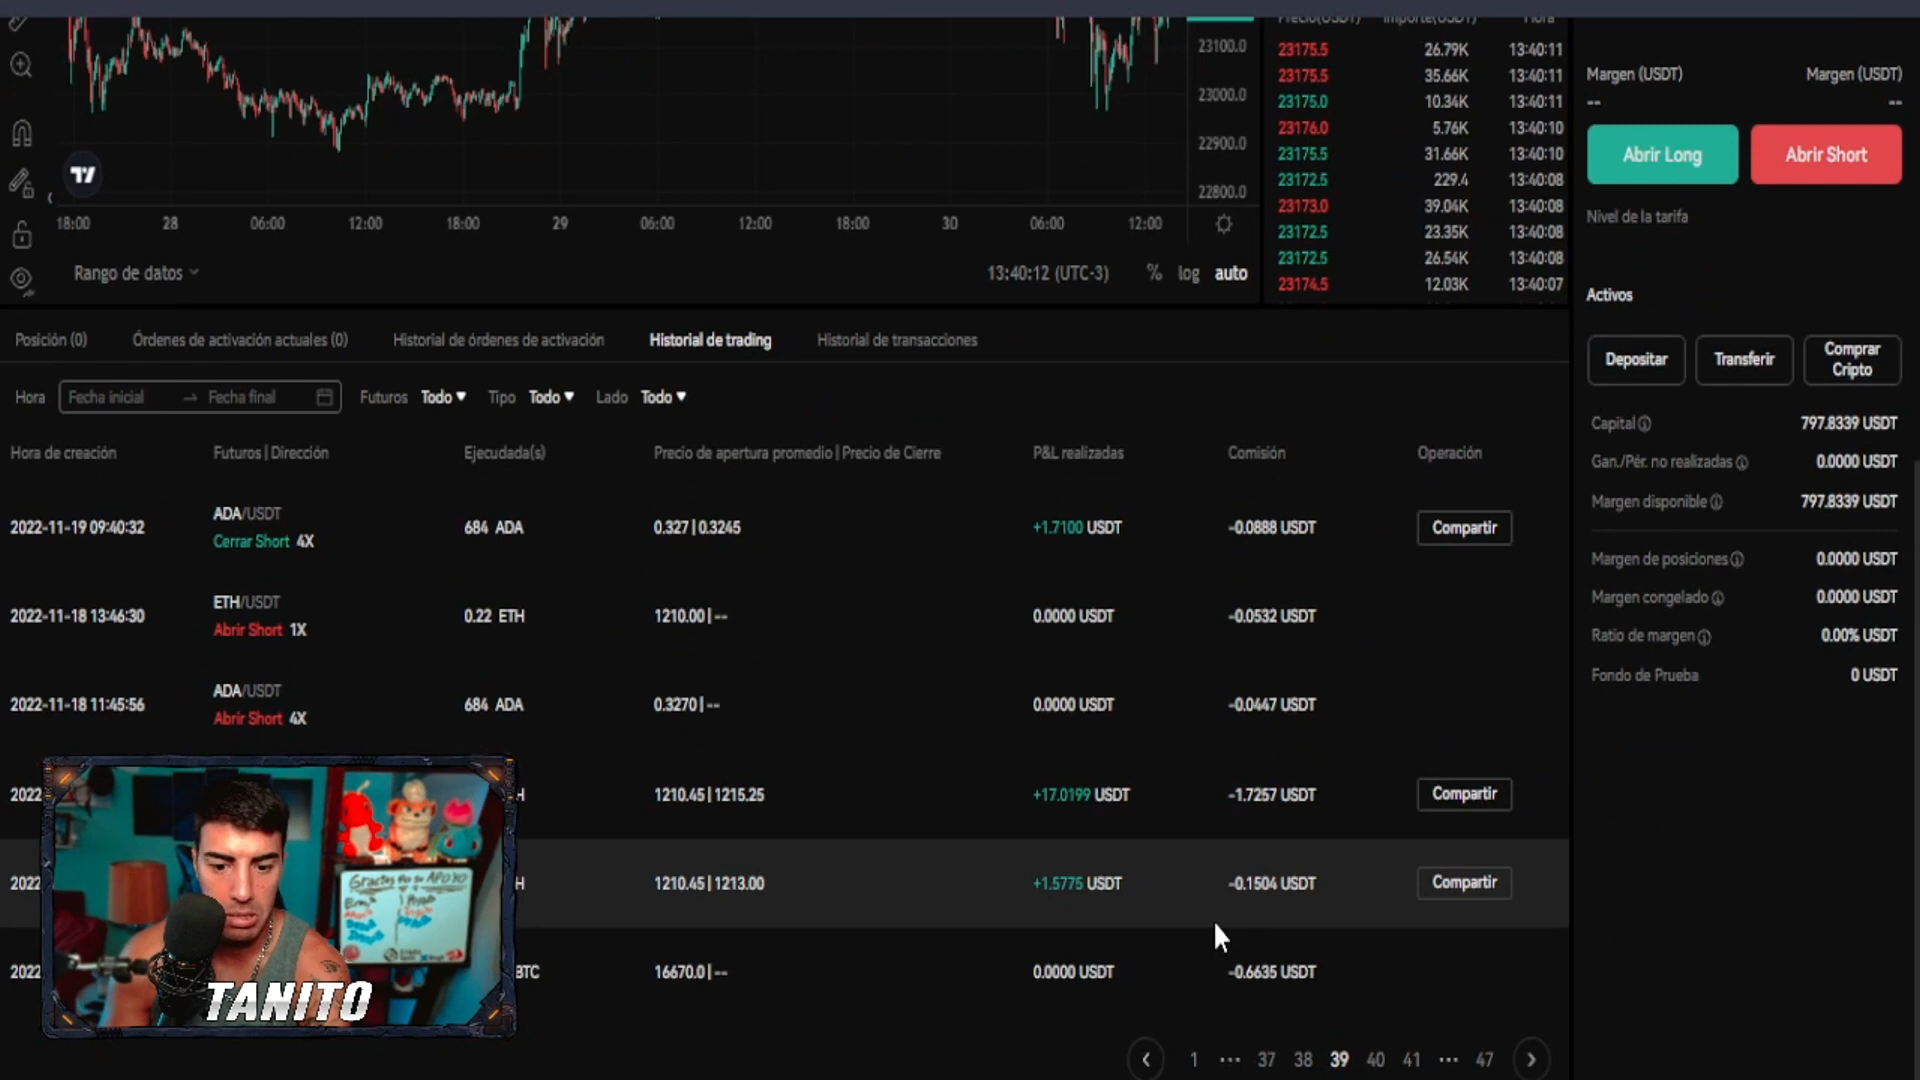 Precio(USDT) Importe(USDT) Hora
23100.0
23000.0
22900.0
22800.0
23175.5 26.79K 13:40:11
23175.5 35.66K 13:40:11
23175.0 10.34K 13:40:11
23176.0 5.76K 13:40:10
23175.5 31.66K 13:40:10
23172.5 229.4 13:40:08
23173.0 39.04K 13:40:08
23172.5 23.35K 13:40:08
23172.5 26.54K 13:40:08
23174.5 12.03K 13:40:07
Margen (USDT) Margen (USDT)
-- --
Abrir Long Abrir Short
Nivel de la tarifa
18:00 28 06:00 12:00 18:00 29 06:00 12:00 18:00 30 06:00 12:00
Rango de datos 13:40:12 (UTC-3) % log auto
Posición (0) Órdenes de activación actuales (0) Historial de órdenes de activación Historial de trading Historial de transacciones
Hora Fecha inicial → Fecha final Futuros Todo Tipo Todo Lado Todo
Hora de creación Futuros | Dirección Ejecudada(s) Precio de apertura promedio | Precio de Cierre P&L realizadas Comisión Operación
ADA/USDT
2022-11-19 09:40:32 684 ADA 0.327 | 0.3245 +1.7100 USDT -0.0888 USDT Compartir
Cerrar Short 4X
ETH/USDT
2022-11-18 13:46:30 0.22 ETH 1210.00 | -- 0.0000 USDT -0.0532 USDT
Abrir Short 1X
ADA/USDT
2022-11-18 11:45:56 684 ADA 0.3270 | -- 0.0000 USDT -0.0447 USDT
Abrir Short 4X
2022 H 1210.45 | 1215.25 +17.0199 USDT -1.7257 USDT Compartir
2022 H 1210.45 | 1213.00 +1.5775 USDT -0.1504 USDT Compartir
2022 BTC 16670.0 | -- 0.0000 USDT -0.6635 USDT
1 ... 37 38 39 40 41 ... 47
Activos
Depositar Transferir Comprar
Cripto
Capital 797.8339 USDT
Gan./Pér. no realizadas 0.0000 USDT
Margen disponible 797.8339 USDT
Margen de posiciones 0.0000 USDT
Margen congelado 0.0000 USDT
Ratio de margen 0.00% USDT
Fondo de Prueba 0 USDT
Gracias por su APOYO
TANITO